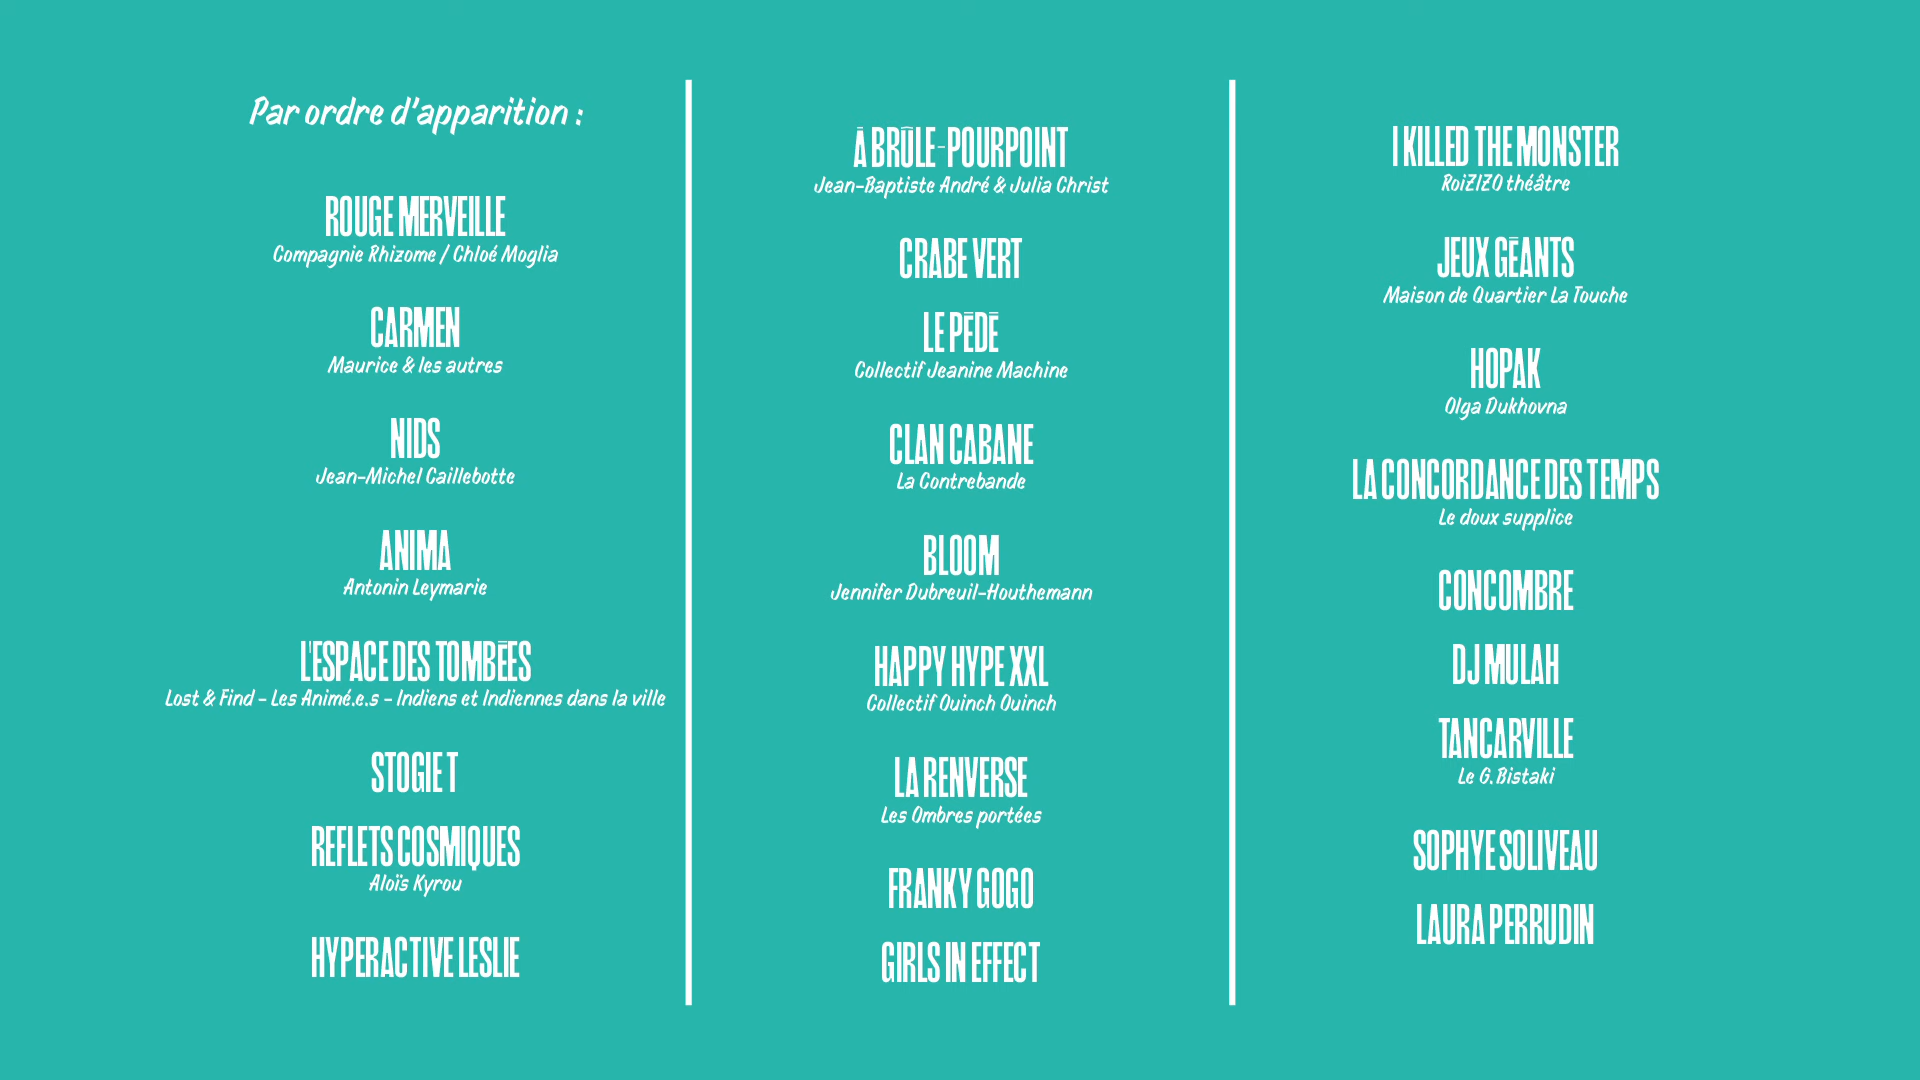 Par ordre d'apparition :
ROUGE MERVEILLE
Compagnie Rhizome / Chloé Moglia
CARMEN
Maurice & les autres
NIDS
Jean-Michel Caillebotte
ANIMA
Antonin Leymarie
L'ESPACE DES TOMBÉES
Lost & Find - Les Animé.e.s - Indiens et Indiennes dans la ville
STOGIE T
REFLETS COSMIQUES
Aloïs Kyrou
HYPERACTIVE LESLIE
À BRÛLE-POURPOINT
Jean-Baptiste André & Julia Christ
CRABE VERT
LE PÉDÉ
Collectif Jeanine Machine
CLAN CABANE
La Contrebande
BLOOM
Jennifer Dubreuil-Houthemann
HAPPY HYPE XXL
Collectif Ouinch Ouinch
LA RENVERSE
Les Ombres portées
FRANKY GOGO
GIRLS IN EFFECT
I KILLED THE MONSTER
RoiZIZO théâtre
JEUX GÉANTS
Maison de Quartier La Touche
HOPAK
Olga Dukhovna
LA CONCORDANCE DES TEMPS
Le doux supplice
CONCOMBRE
DJ MULAH
TANCARVILLE
Le G.Bistaki
SOPHYE SOLIVEAU
LAURA PERRUDIN